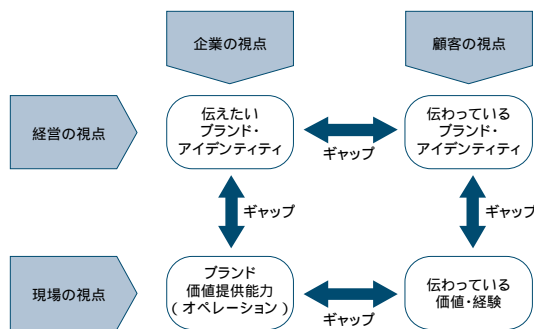 企業の視点
顧客の視点
経営の視点
伝えたい
ブランド・
アイデンティティ
ギャップ
伝わっている
ブランド・
アイデンティティ
ギャップ
ギャップ
現場の視点
ブランド
価値提供能力
(オペレーション)
ギャップ
伝わっている
価値・経験